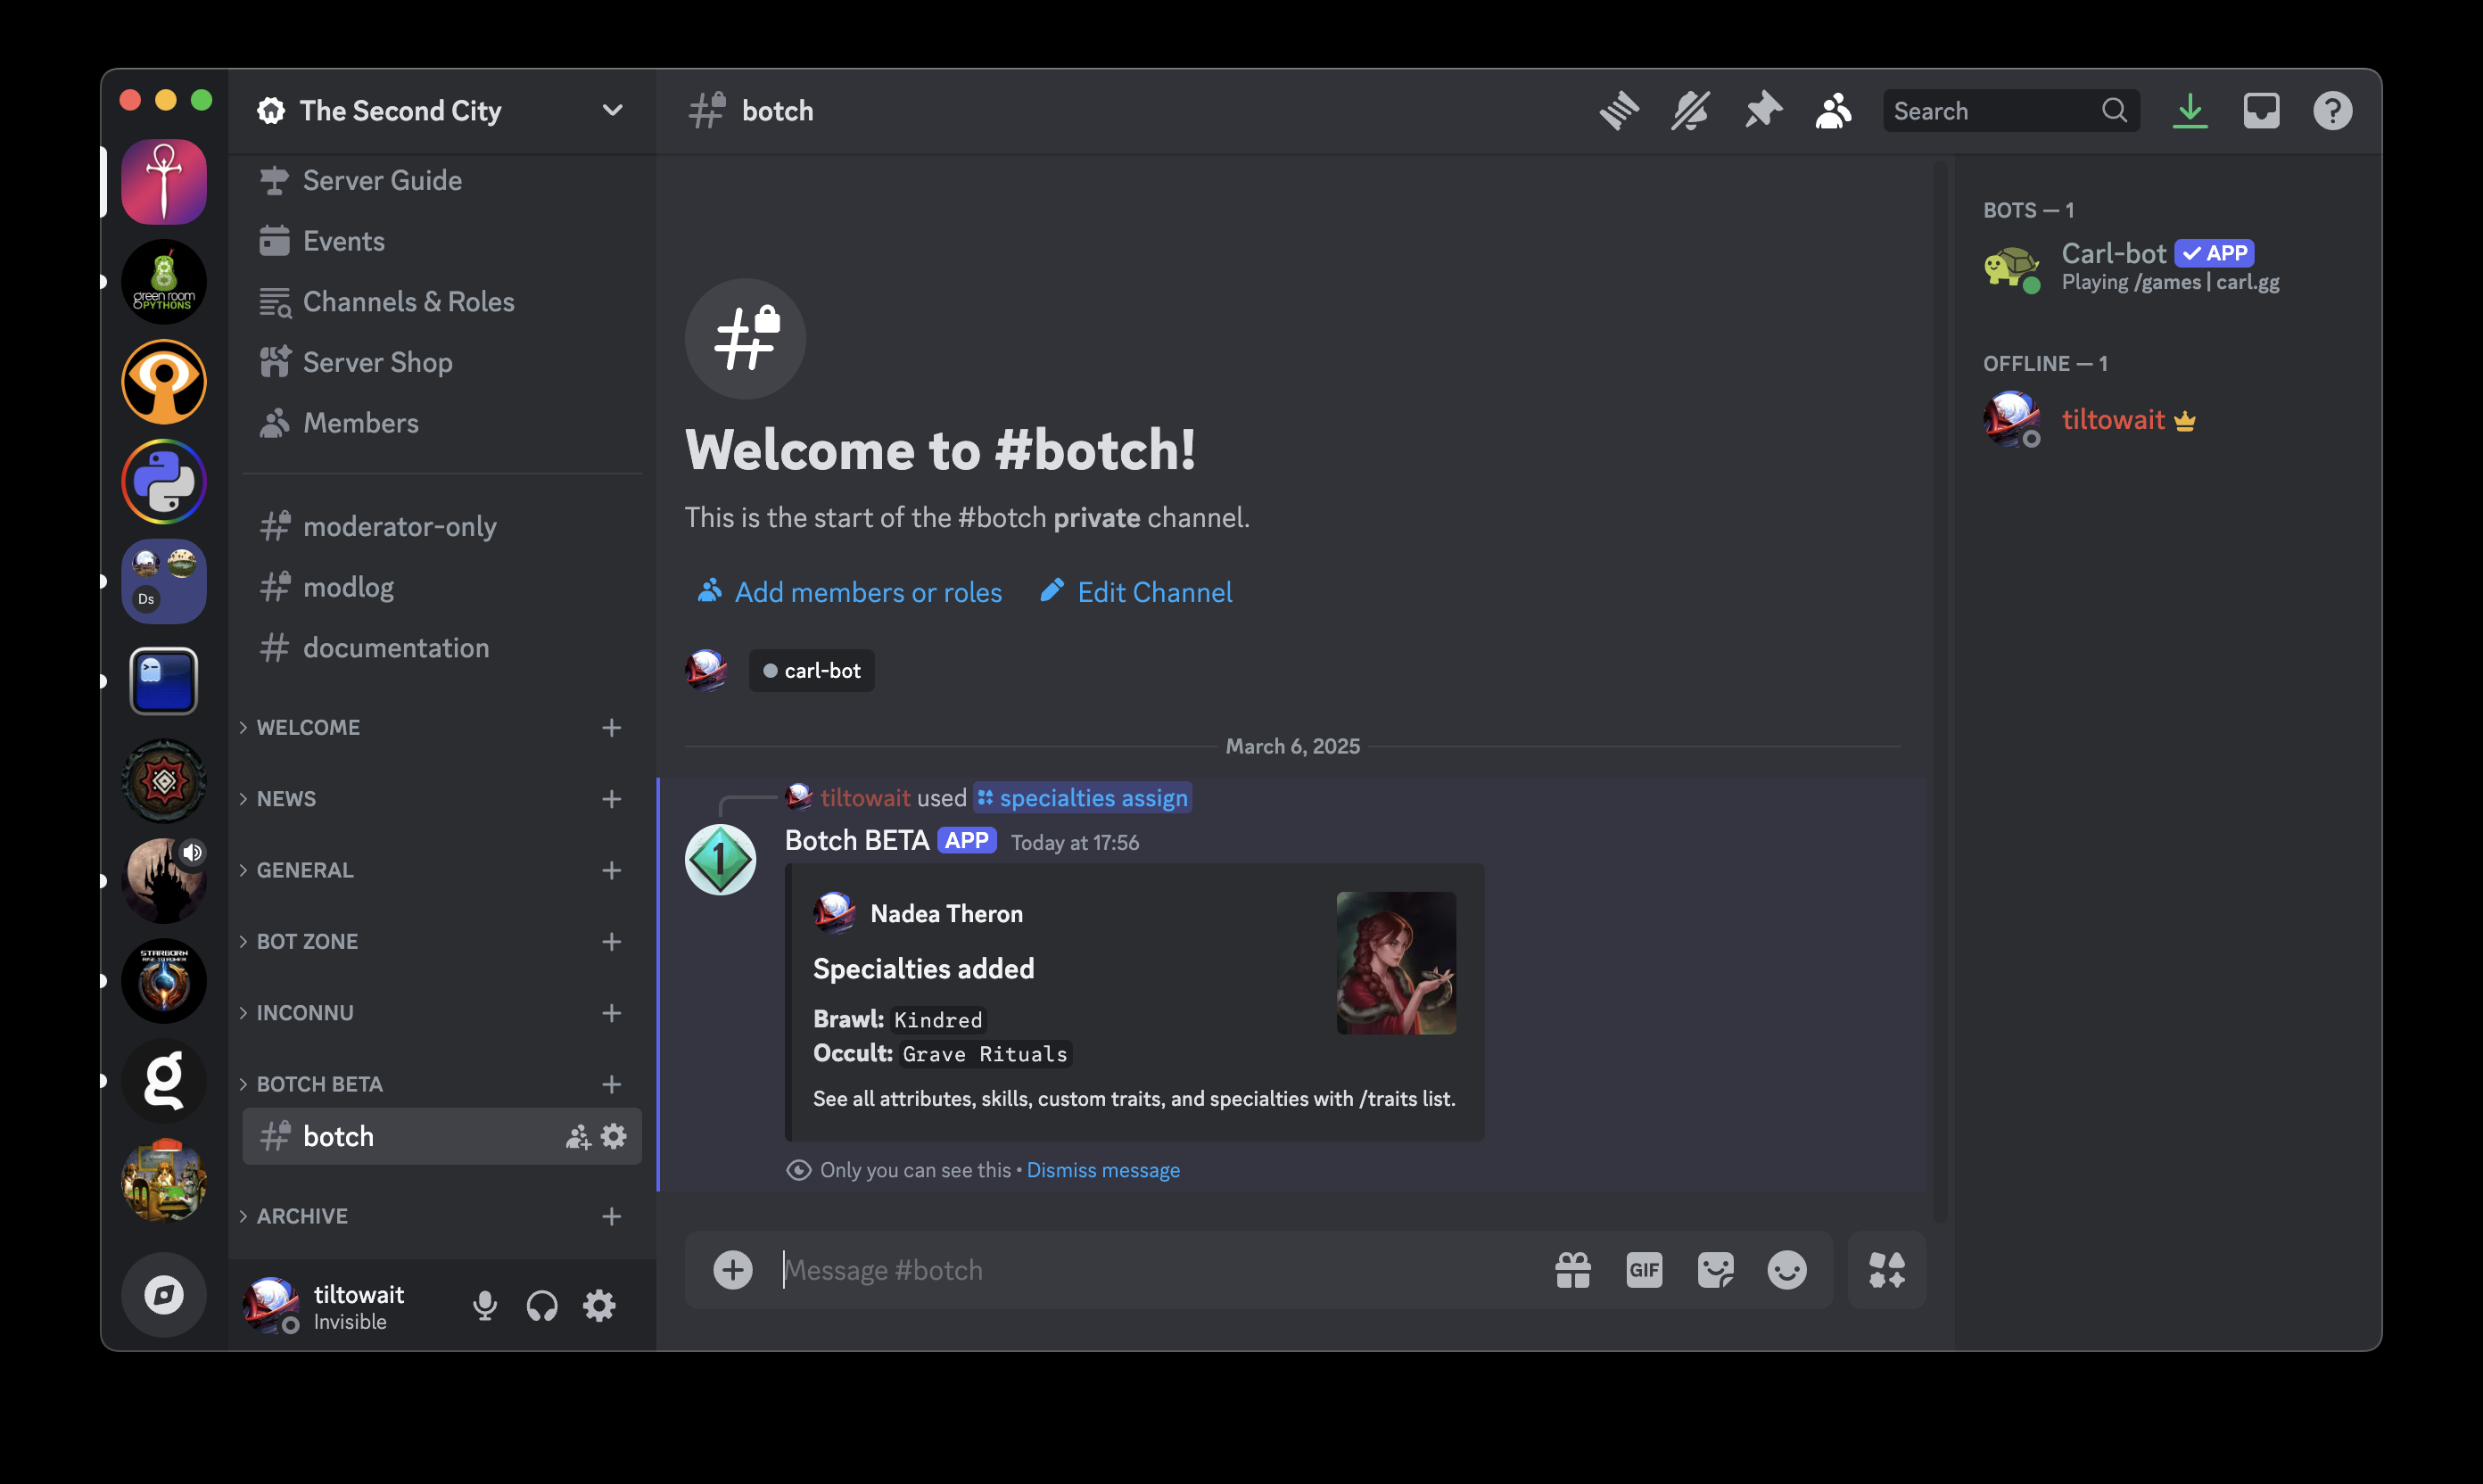 The Second City
Server Guide
Events
Channels & Roles
Server Shop
Members
moderator-only
modlog
documentation
WELCOME
NEWS
GENERAL
BOT ZONE
INCONNU
BOTCH BETA
botch
ARCHIVE
tiltowait
Invisible
green room
PYTHONS
Ds
STARBORN
g
botch
Search
Welcome to #botch!
This is the start of the #botch private channel.
Add members or roles
Edit Channel
carl-bot
March 6, 2025
tiltowait used specialties assign
1
Botch BETA APP Today at 17:56
Nadea Theron
Specialties added
Brawl: Kindred
Occult: Grave Rituals
See all attributes, skills, custom traits, and specialties with /traits list.
Only you can see this • Dismiss message
Message #botch
GIF
BOTS — 1
Carl-bot APP
Playing /games | carl.gg
OFFLINE — 1
tiltowait